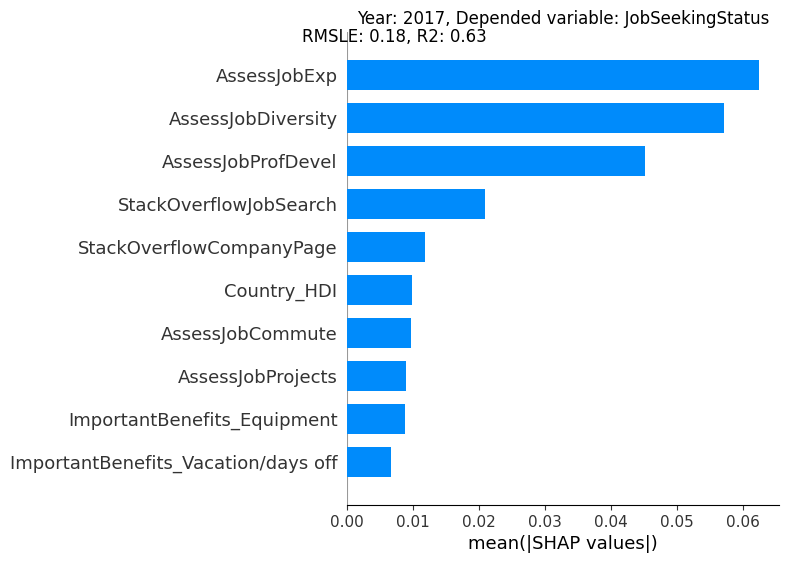 Year: 2017, Depended variable: JobSeekingStatus
RMSLE: 0.18, R2: 0.63
AssessJobExp
AssessJobDiversity
AssessJobProfDevel
StackOverflowJobSearch
StackOverflowCompanyPage
Country_HDI
AssessJobCommute
AssessJobProjects
ImportantBenefits_Equipment
ImportantBenefits_Vacation/days off
0.00 0.01 0.02 0.03 0.04 0.05 0.06
mean(|SHAP values|)